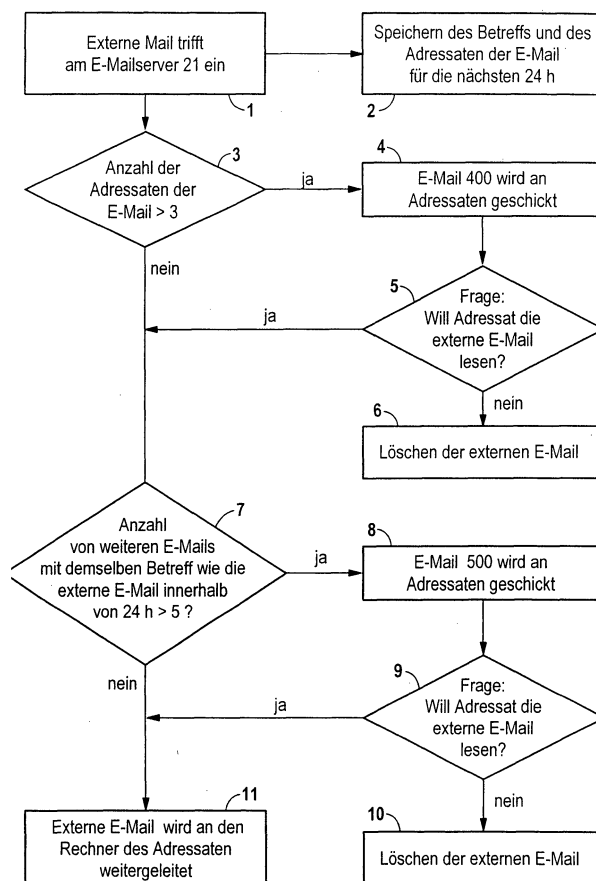 Externe Mail trifft
am E-Mailserver 21 ein
1
Speichern des Betreffs und des
Adressaten der E-Mail
für die nächsten 24 h
2
3
Anzahl der
Adressaten der
E-Mail > 3
ja
nein
4
E-Mail 400 wird an
Adressaten geschickt
5
Frage:
Will Adressat die
externe E-Mail
lesen?
ja
nein
6
Löschen der externen E-Mail
7
Anzahl
von weiteren E-Mails
mit demselben Betreff wie die
externe E-Mail innerhalb
von 24 h > 5 ?
ja
nein
8
E-Mail 500 wird an
Adressaten geschickt
9
Frage:
Will Adressat die
externe E-Mail
lesen?
ja
nein
10
Löschen der externen E-Mail
11
Externe E-Mail wird an den
Rechner des Adressaten
weitergeleitet